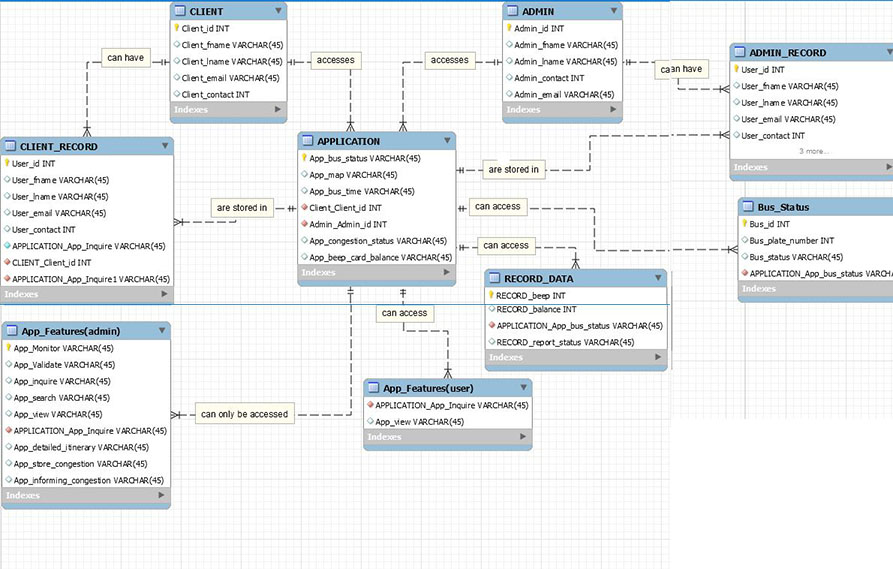 CLIENT
Client_id INT
Client_fname VARCHAR(45)
Client_lname VARCHAR(45)
Client_email VARCHAR(45)
Client_contact INT
Indexes
ADMIN
Admin_id INT
Admin_fname VARCHAR(45)
Admin_lname VARCHAR(45)
Admin_contact INT
Admin_email VARCHAR(45)
Indexes
ADMIN_RECORD
User_id INT
User_fname VARCHAR(45)
User_lname VARCHAR(45)
User_email VARCHAR(45)
User_contact INT
3 more...
Indexes
can have
accesses
accesses
can have
CLIENT_RECORD
User_id INT
User_fname VARCHAR(45)
User_lname VARCHAR(45)
User_email VARCHAR(45)
User_contact INT
APPLICATION_App_Inquire VARCHAR(45)
CLIENT_Client_id INT
APPLICATION_App_Inquire1 VARCHAR(45)
Indexes
are stored in
APPLICATION
App_bus_status VARCHAR(45)
App_map VARCHAR(45)
App_bus_time VARCHAR(45)
Client_Client_id INT
Admin_Admin_id INT
App_congestion_status VARCHAR(45)
App_beep_card_balance VARCHAR(45)
Indexes
are stored in
can access
can access
Bus_Status
Bus_id INT
Bus_plate_number INT
Bus_status VARCHAR(45)
APPLICATION_App_bus_status VARCHA
Indexes
RECORD_DATA
RECORD_beep INT
RECORD_balance INT
APPLICATION_App_bus_status VARCHAR(45)
RECORD_report_status VARCHAR(45)
Indexes
can access
App_Features(admin)
App_Monitor VARCHAR(45)
App_Validate VARCHAR(45)
App_inquire VARCHAR(45)
App_search VARCHAR(45)
App_view VARCHAR(45)
APPLICATION_App_Inquire VARCHAR(45)
App_detailed_itinerary VARCHAR(45)
App_store_congestion VARCHAR(45)
App_informing_congestion VARCHAR(45)
Indexes
can only be accessed
App_Features(user)
APPLICATION_App_Inquire VARCHAR(45)
App_view VARCHAR(45)
Indexes